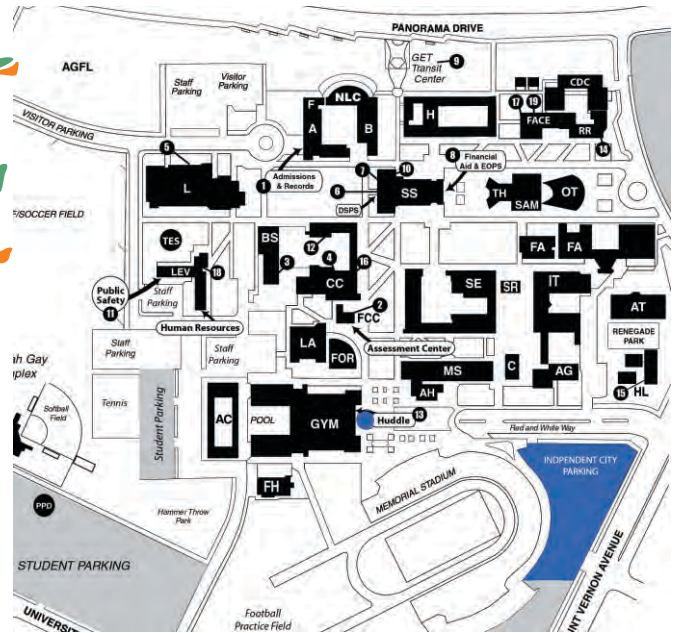 PANORAMA DRIVE
AGFL
GET
Transit
Center
9
Staff
Parking
Visitor
Parking
VISITOR PARKING
NLC
F
A
B
H
CDC
17
19
FACE
RR
14
5
L
1
Admissions
& Records
7
10
6
SS
8
Financial
Aid & EOPS
DSPS
TH
SAM
OT
F/SOCCER FIELD
TES
BS
12
3
4
16
CC
FA
FA
LEV
18
Public
Safety
11
Staff
Parking
Human Resources
2
FCC
Assessment Center
SE
SR
IT
AT
RENEGADE
PARK
Staff
Parking
Staff
Parking
LA
FOR
MS
C
AG
AH
15
HL
ah Gay
plex
Softball
Field
Tennis
Student Parking
AC
POOL
GYM
13
Huddle
Red and White Way
INDPENDENT CITY
PARKING
FH
MEMORIAL STADIUM
PPD
Hammer Throw
Park
STUDENT PARKING
UNIVERSI
Football
Practice Field
NT VERNON AVENUE